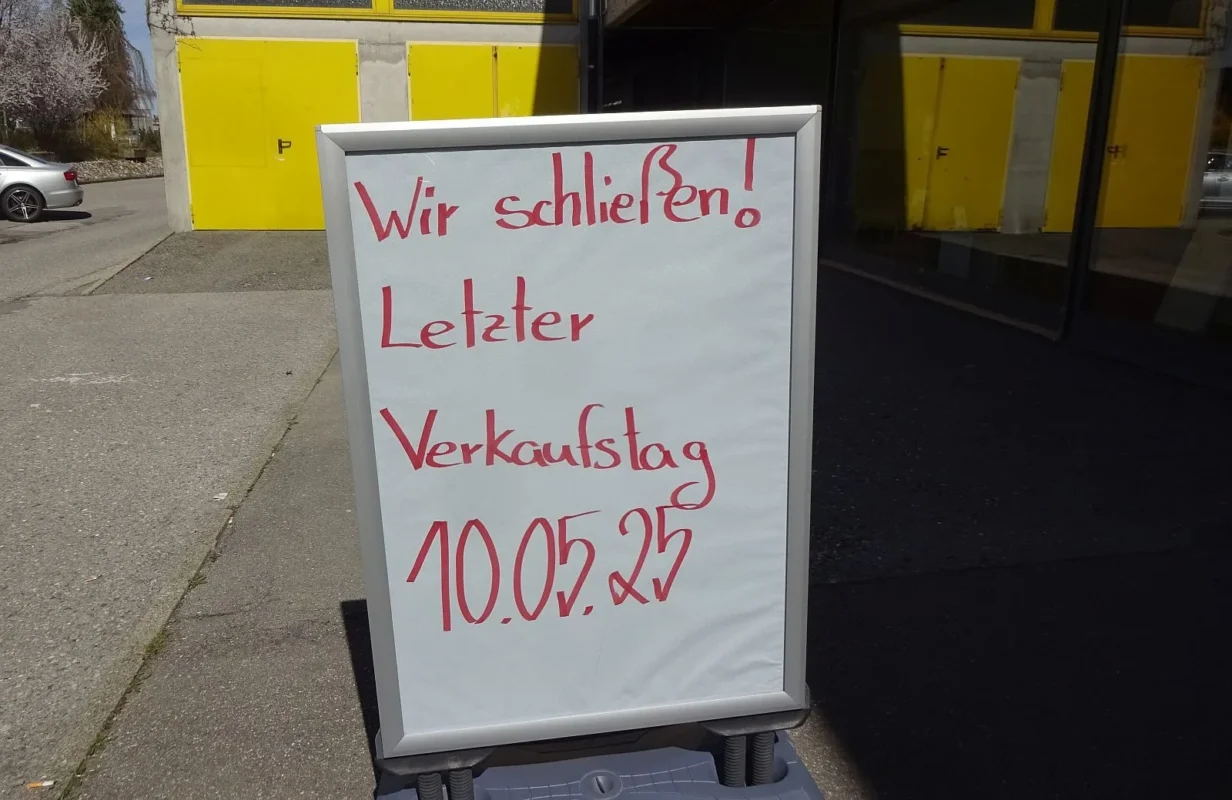 Wir schließen!
Letzter
Verkaufstag
10.05.25